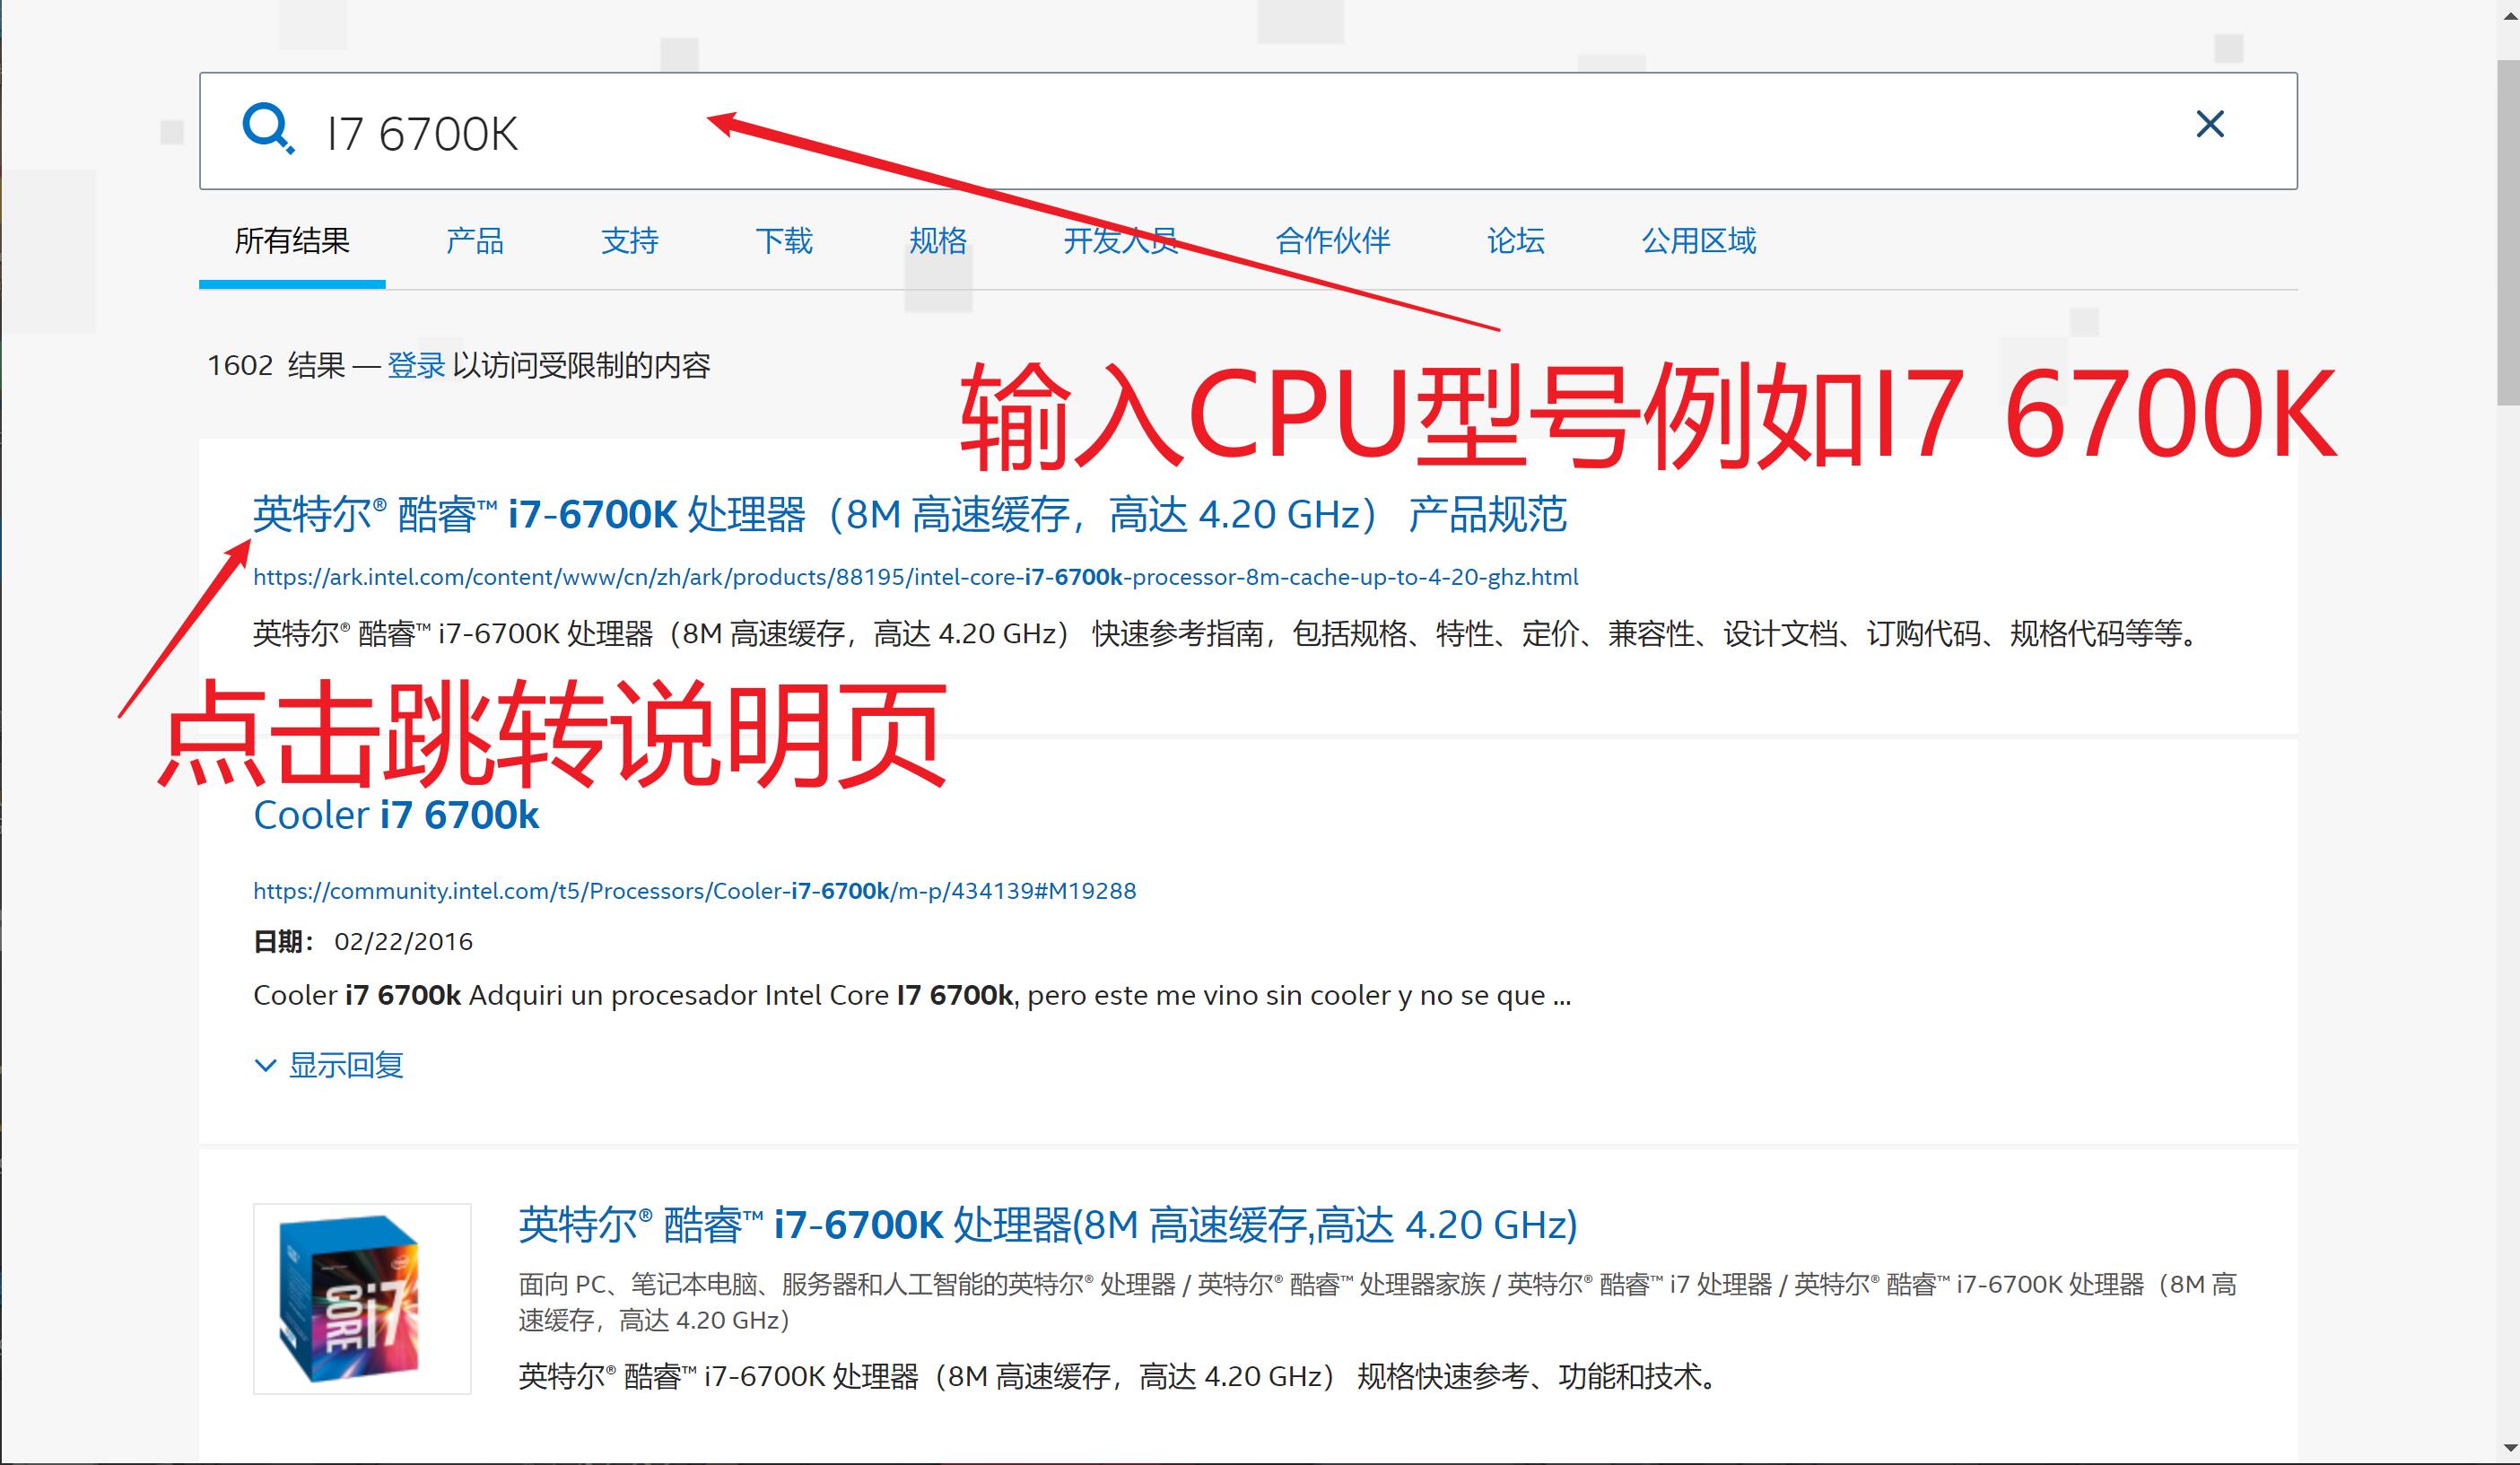 I7 6700K
所有结果 产品 支持 下载 规格 开发人员 合作伙伴 论坛 公用区域
1602 结果 — 登录 以访问受限制的内容
输入CPU型号例如I7 6700K
英特尔® 酷睿™ i7-6700K 处理器（8M 高速缓存，高达 4.20 GHz） 产品规范
https://ark.intel.com/content/www/cn/zh/ark/products/88195/intel-core-i7-6700k-processor-8m-cache-up-to-4-20-ghz.html
英特尔® 酷睿™ i7-6700K 处理器（8M 高速缓存，高达 4.20 GHz） 快速参考指南，包括规格、特性、定价、兼容性、设计文档、订购代码、规格代码等等。
点击跳转说明页
Cooler i7 6700k
https://community.intel.com/t5/Processors/Cooler-i7-6700k/m-p/434139#M19288
日期： 02/22/2016
Cooler i7 6700k Adquiri un procesador Intel Core I7 6700k, pero este me vino sin cooler y no se que ...
显示回复
英特尔® 酷睿™ i7-6700K 处理器(8M 高速缓存,高达 4.20 GHz)
面向 PC、笔记本电脑、服务器和人工智能的英特尔® 处理器 / 英特尔® 酷睿™ 处理器家族 / 英特尔® 酷睿™ i7 处理器 / 英特尔® 酷睿™ i7-6700K 处理器（8M 高
速缓存，高达 4.20 GHz）
英特尔® 酷睿™ i7-6700K 处理器（8M 高速缓存，高达 4.20 GHz） 规格快速参考、功能和技术。
CORE i7